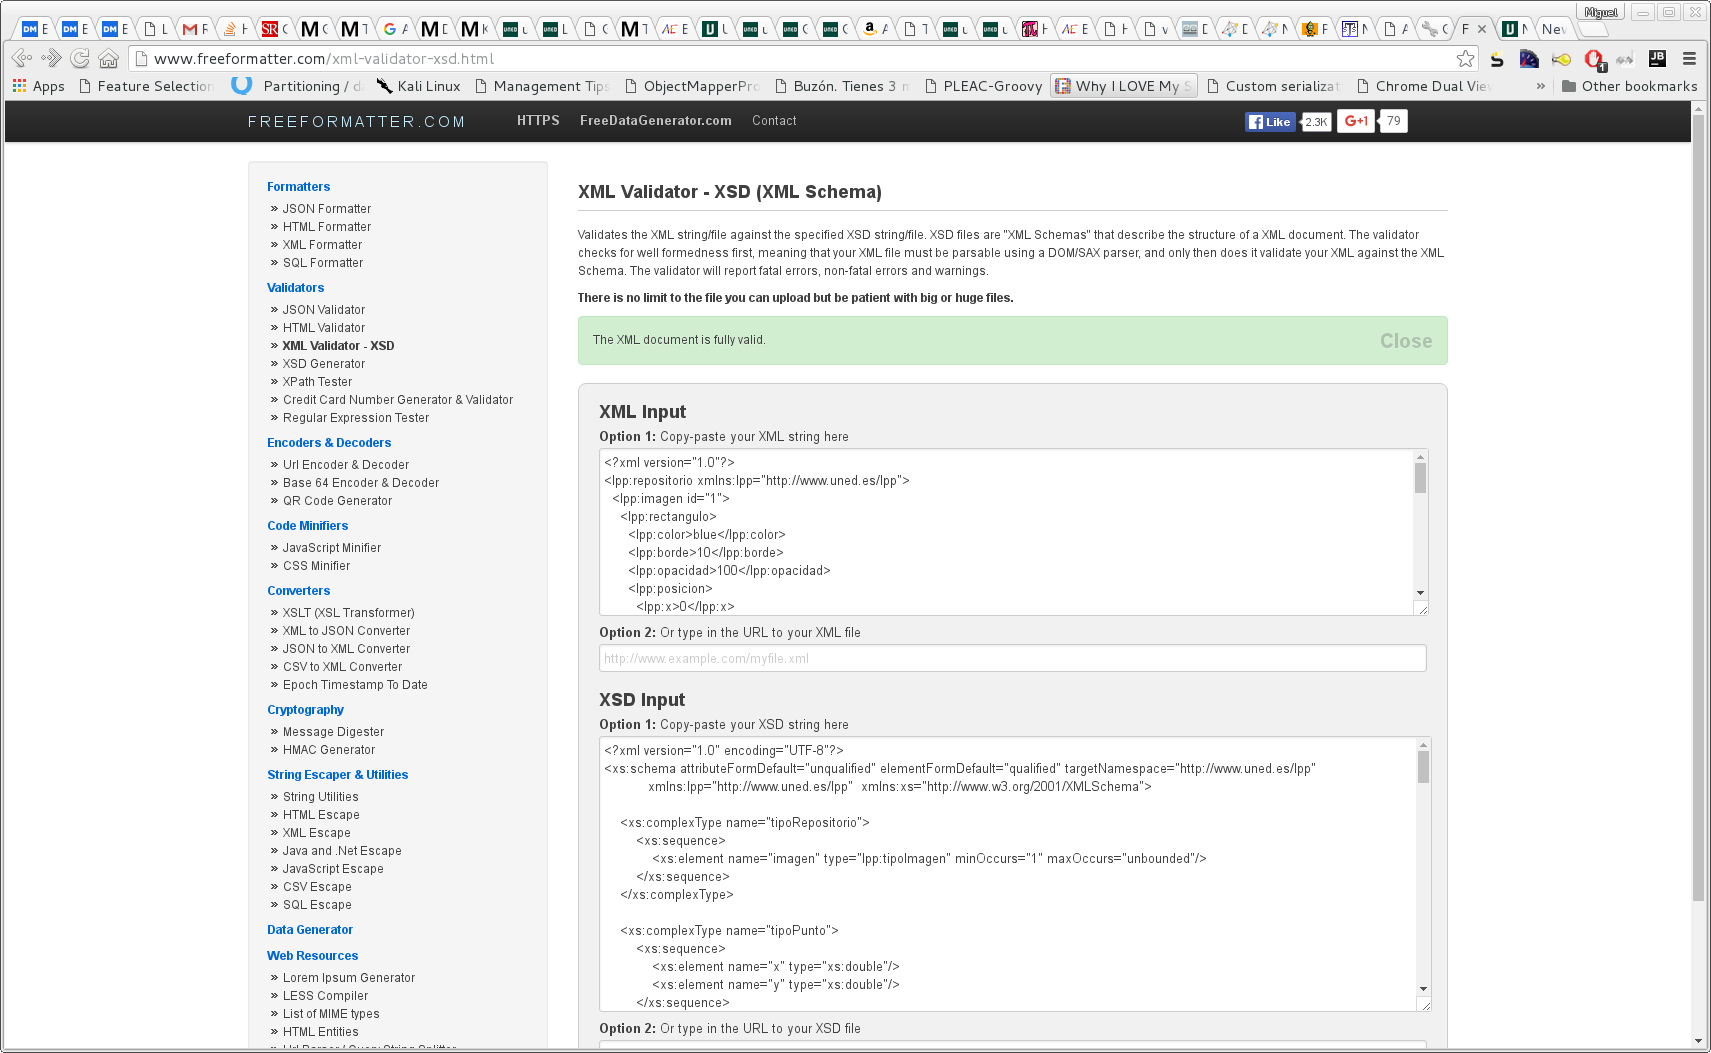 Miguel
DM E DM E DM E L M F H SR C M C M T G A M D M K UNED u UNED L C M T Æ E U U UNED u UNED C UNED C a A T UNED u UNED u H Æ E H v D D N F N A C F × U N Nev
www.freeformatter.com/xml-validator-xsd.html
1
JB
Apps Feature Selection Partitioning / d Kali Linux Management Tips ObjectMapperPro Buzón. Tienes 3 m PLEAC-Groovy Why I LOVE My S Custom serializat Chrome Dual View » Other bookmarks
FREEFORMATTER.COM HTTPS FreeDataGenerator.com Contact Like 2.3K G+1 79
Formatters
» JSON Formatter
» HTML Formatter
» XML Formatter
» SQL Formatter
Validators
» JSON Validator
» HTML Validator
» XML Validator - XSD
» XSD Generator
» XPath Tester
» Credit Card Number Generator & Validator
» Regular Expression Tester
Encoders & Decoders
» Url Encoder & Decoder
» Base 64 Encoder & Decoder
» QR Code Generator
Code Minifiers
» JavaScript Minifier
» CSS Minifier
Converters
» XSLT (XSL Transformer)
» XML to JSON Converter
» JSON to XML Converter
» CSV to XML Converter
» Epoch Timestamp To Date
Cryptography
» Message Digester
» HMAC Generator
String Escaper & Utilities
» String Utilities
» HTML Escape
» XML Escape
» Java and .Net Escape
» JavaScript Escape
» CSV Escape
» SQL Escape
Data Generator
Web Resources
» Lorem Ipsum Generator
» LESS Compiler
» List of MIME types
» HTML Entities
» Url Parser / Query String Splitter
XML Validator - XSD (XML Schema)
Validates the XML string/file against the specified XSD string/file. XSD files are "XML Schemas" that describe the structure of a XML document. The validator
checks for well formedness first, meaning that your XML file must be parsable using a DOM/SAX parser, and only then does it validate your XML against the XML
Schema. The validator will report fatal errors, non-fatal errors and warnings.
There is no limit to the file you can upload but be patient with big or huge files.
The XML document is fully valid. Close
XML Input
Option 1: Copy-paste your XML string here
<?xml version="1.0"?>
<lpp:repositorio xmlns:lpp="http://www.uned.es/lpp">
<lpp:imagen id="1">
<lpp:rectangulo>
<lpp:color>blue</lpp:color>
<lpp:borde>10</lpp:borde>
<lpp:opacidad>100</lpp:opacidad>
<lpp:posicion>
<lpp:x>0</lpp:x>
Option 2: Or type in the URL to your XML file
http://www.example.com/myfile.xml
XSD Input
Option 1: Copy-paste your XSD string here
<?xml version="1.0" encoding="UTF-8"?>
<xs:schema attributeFormDefault="unqualified" elementFormDefault="qualified" targetNamespace="http://www.uned.es/lpp"
xmlns:lpp="http://www.uned.es/lpp" xmlns:xs="http://www.w3.org/2001/XMLSchema">
<xs:complexType name="tipoRepositorio">
<xs:sequence>
<xs:element name="imagen" type="lpp:tipoImagen" minOccurs="1" maxOccurs="unbounded"/>
</xs:sequence>
</xs:complexType>
<xs:complexType name="tipoPunto">
<xs:sequence>
<xs:element name="x" type="xs:double"/>
<xs:element name="y" type="xs:double"/>
</xs:sequence>
Option 2: Or type in the URL to your XSD file